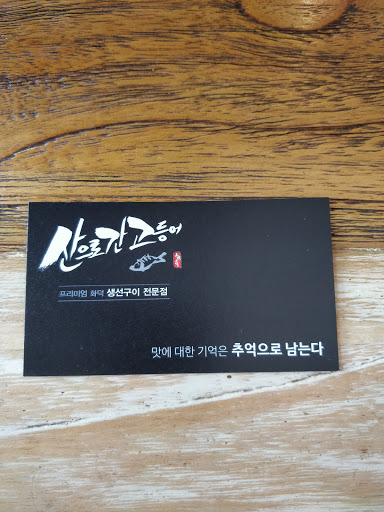 산으로간고등어
프리미엄 화덕 생선구이 전문점
맛에 대한 기억은 추억으로 남는다